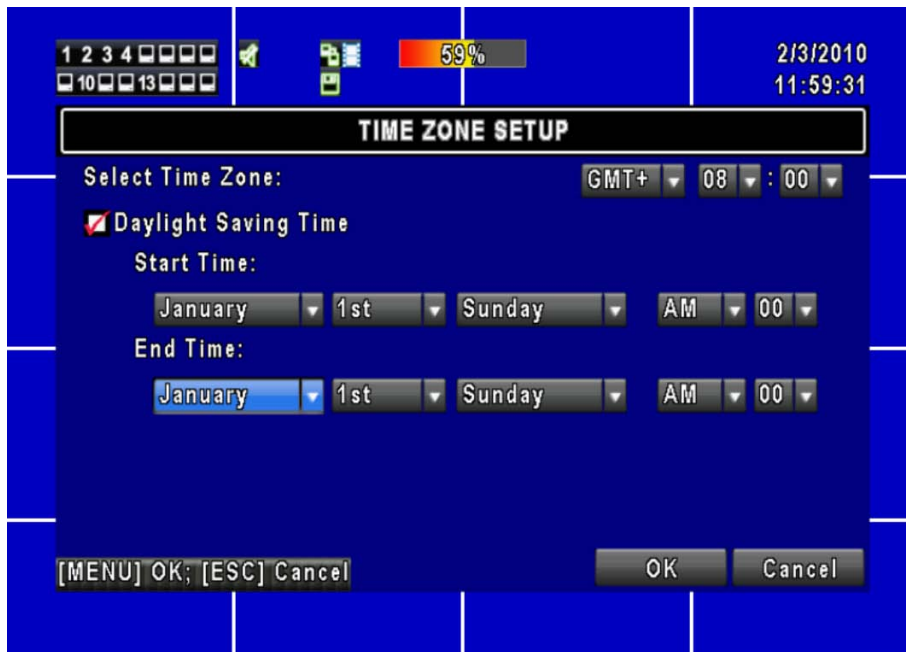 1 2 3 4
10 13
59%
2/3/2010
11:59:31
TIME ZONE SETUP
Select Time Zone: GMT+ 08 : 00
Daylight Saving Time
Start Time:
January 1st Sunday AM 00
End Time:
January 1st Sunday AM 00
[MENU] OK; [ESC] Cancel OK Cancel